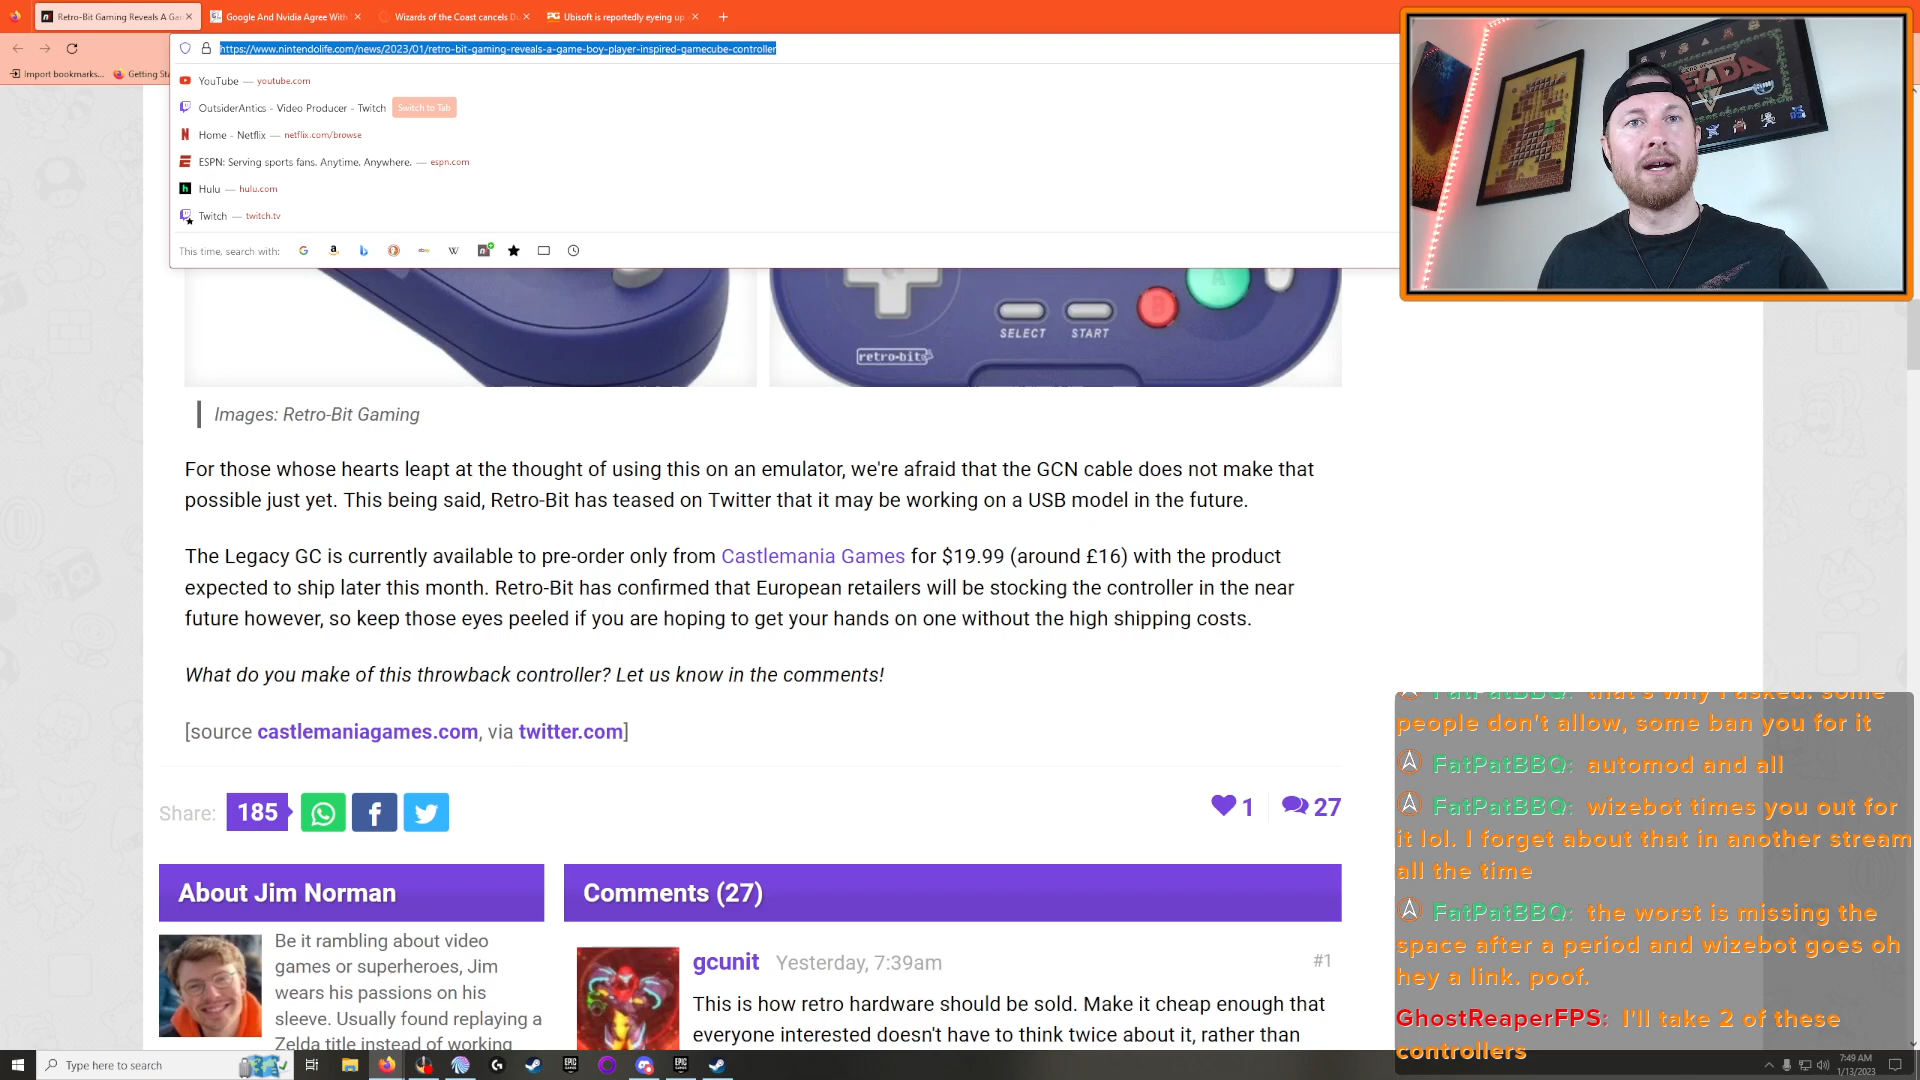 Retro-Bit Gaming Reveals A Gam
Google And Nvidia Agree With
Wizards of the Coast cancels Du
Ubisoft is reportedly eyeing up
https://www.nintendolife.com/news/2023/01/retro-bit-gaming-reveals-a-game-boy-player-inspired-gamecube-controller
Import bookmarks...
Getting Sta
YouTube — youtube.com
OutsiderAntics - Video Producer - Twitch Switch to Tab
Home - Netflix — netflix.com/browse
ESPN: Serving sports fans. Anytime. Anywhere. — espn.com
Hulu — hulu.com
Twitch — twitch.tv
This time, search with:
ZELDA
SELECT START
B A
retro-bit
Images: Retro-Bit Gaming
For those whose hearts leapt at the thought of using this on an emulator, we're afraid that the GCN cable does not make that
possible just yet. This being said, Retro-Bit has teased on Twitter that it may be working on a USB model in the future.
The Legacy GC is currently available to pre-order only from Castlemania Games for $19.99 (around £16) with the product
expected to ship later this month. Retro-Bit has confirmed that European retailers will be stocking the controller in the near
future however, so keep those eyes peeled if you are hoping to get your hands on one without the high shipping costs.
What do you make of this throwback controller? Let us know in the comments!
[source castlemaniagames.com, via twitter.com]
Share: 185
1 27
About Jim Norman
Be it rambling about video
games or superheroes, Jim
wears his passions on his
sleeve. Usually found replaying a
Zelda title instead of working
Comments (27)
gcunit Yesterday, 7:39am #1
This is how retro hardware should be sold. Make it cheap enough that
everyone interested doesn't have to think twice about it, rather than
FatPatBBQ: that's why I asked. some
people don't allow, some ban you for it
FatPatBBQ: automod and all
FatPatBBQ: wizebot times you out for
it lol. I forget about that in another stream
all the time
FatPatBBQ: the worst is missing the
space after a period and wizebot goes oh
hey a link. poof.
GhostReaperFPS: I'll take 2 of these
controllers
Type here to search
7:49 AM
1/13/2023